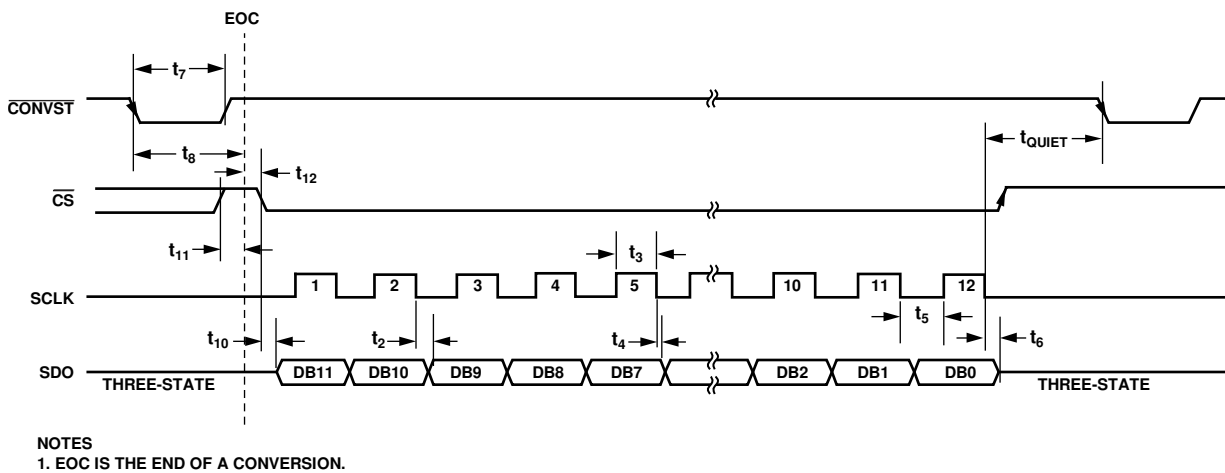 EOC
t7
CONVST
t8
tQUIET
t12
CS
t11
t3
SCLK
1 2 3 4 5 10 11 12
t10
t2
t4
t5
t6
SDO
THREE-STATE
DB11 DB10 DB9 DB8 DB7 DB2 DB1 DB0
THREE-STATE
NOTES
1. EOC IS THE END OF A CONVERSION.